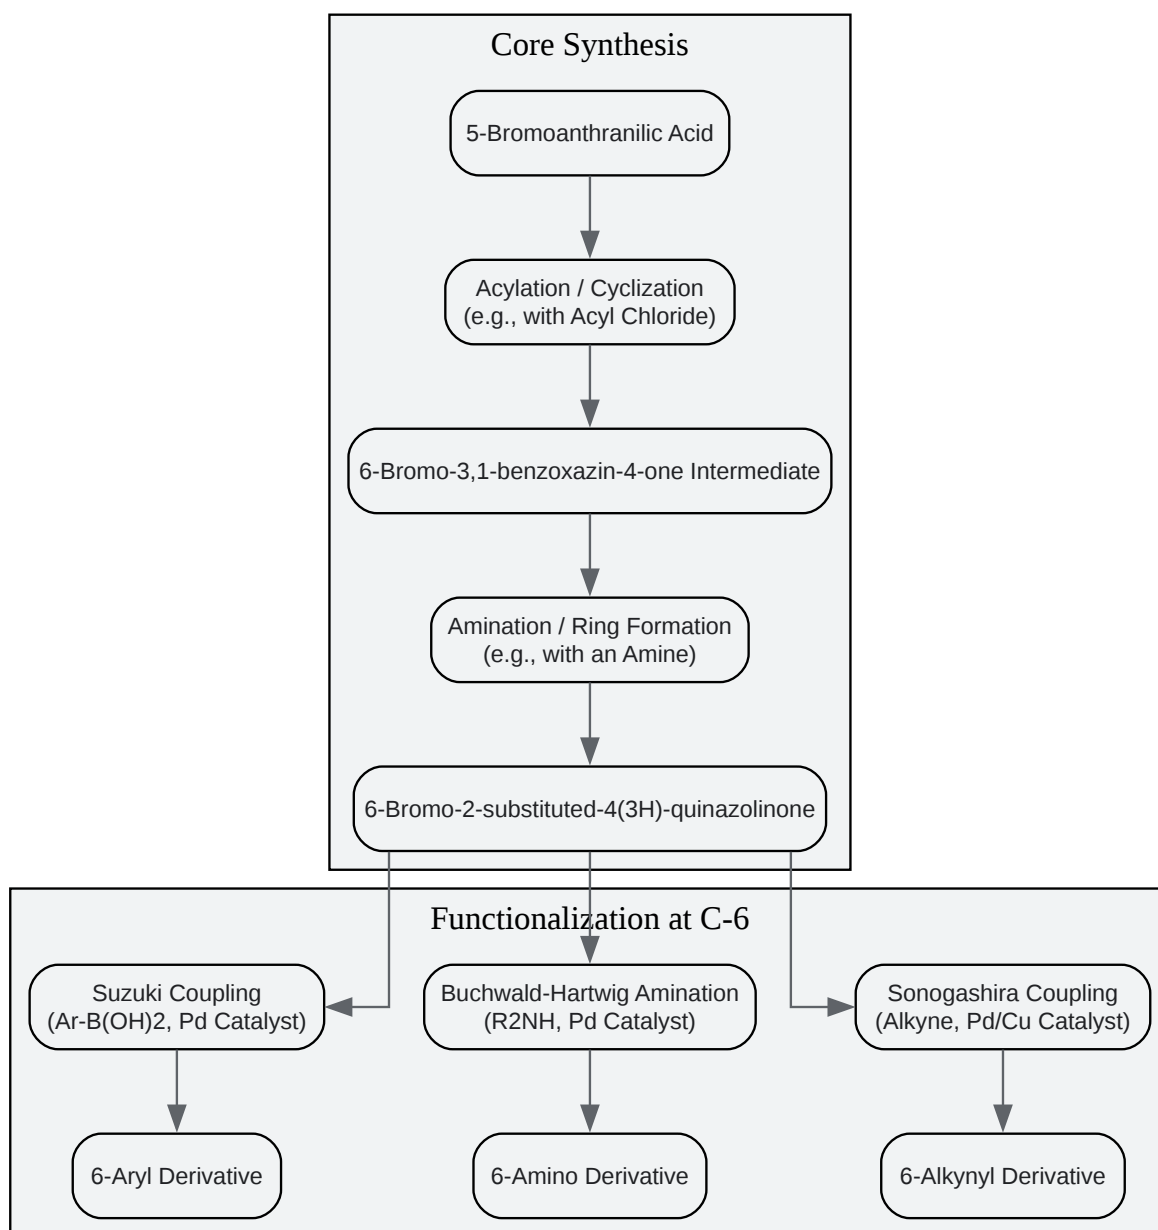 Core Synthesis
5-Bromoanthranilic Acid
Acylation / Cyclization
(e.g., with Acyl Chloride)
6-Bromo-3,1-benzoxazin-4-one Intermediate
Amination / Ring Formation
(e.g., with an Amine)
6-Bromo-2-substituted-4(3H)-quinazolinone
Functionalization at C-6
Suzuki Coupling
(Ar-B(OH)2, Pd Catalyst)
Buchwald-Hartwig Amination
(R2NH, Pd Catalyst)
Sonogashira Coupling
(Alkyne, Pd/Cu Catalyst)
6-Aryl Derivative
6-Amino Derivative
6-Alkynyl Derivative